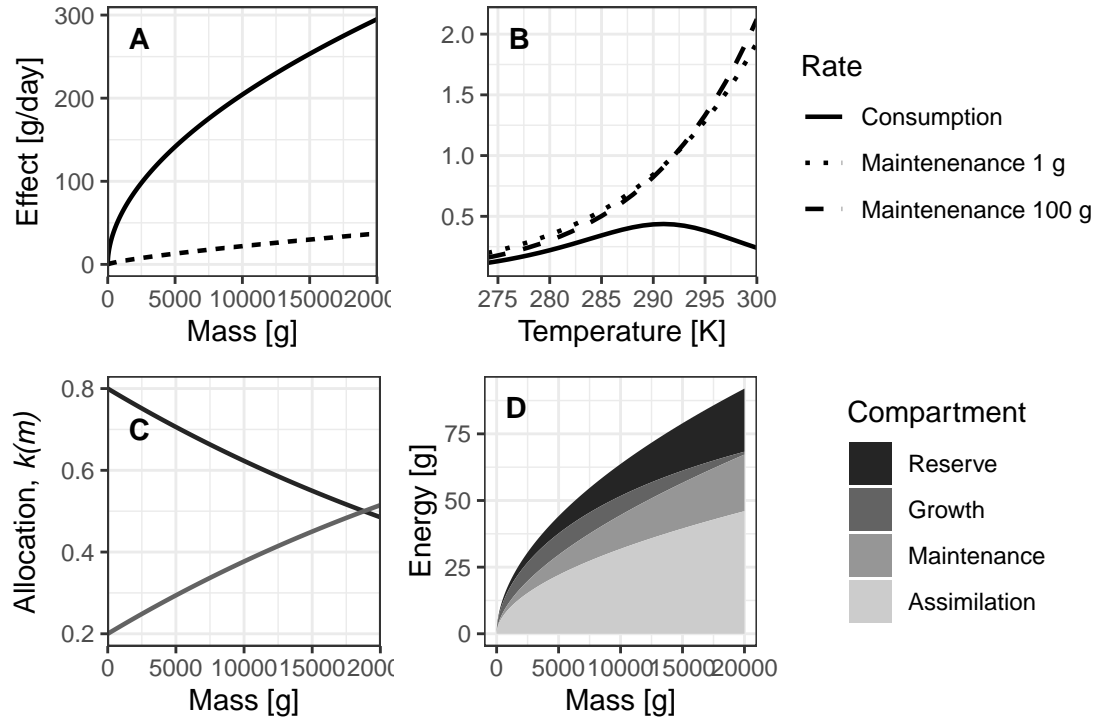 A
300
200
100
0
Effect [g/day]
0 5000 10000 15000 2000
Mass [g]
B
2.0
1.5
1.0
0.5
275 280 285 290 295 300
Temperature [K]
Rate
Consumption
Maintenenance 1 g
Maintenenance 100 g
C
0.8
0.6
0.4
0.2
Allocation, k(m)
0 5000 10000 15000 2000
Mass [g]
D
75
50
25
0
Energy [g]
0 5000 10000 15000 20000
Mass [g]
Compartment
Reserve
Growth
Maintenance
Assimilation